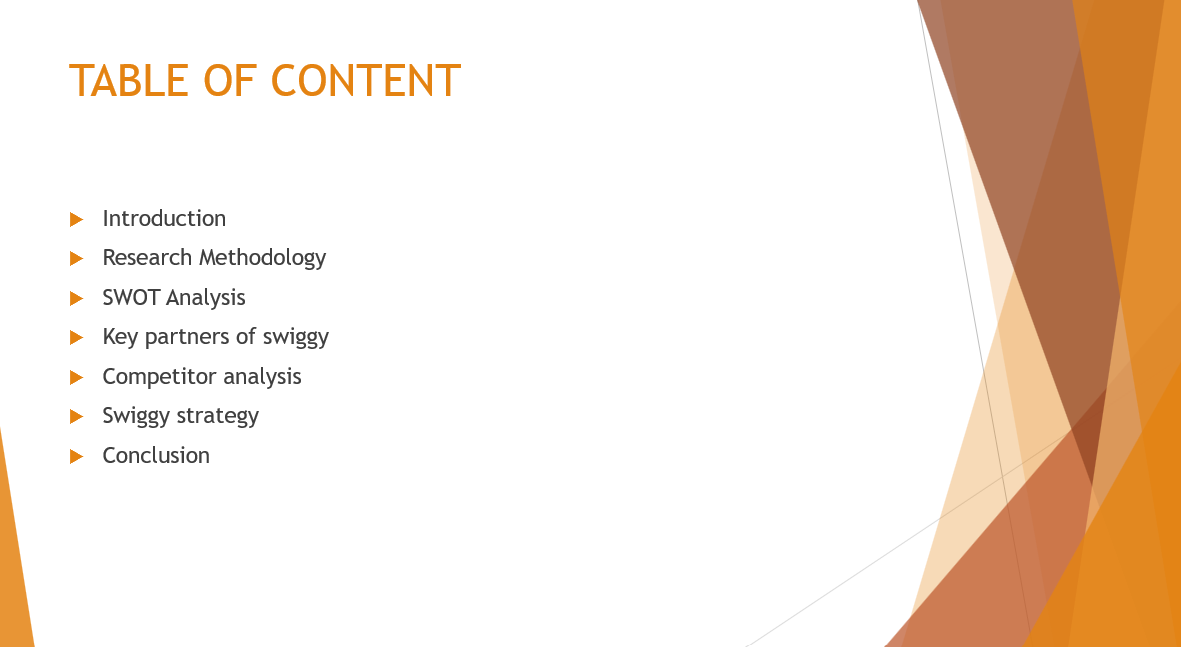 TABLE OF CONTENT
Introduction
Research Methodology
SWOT Analysis
Key partners of swiggy
Competitor analysis
Swiggy strategy
Conclusion